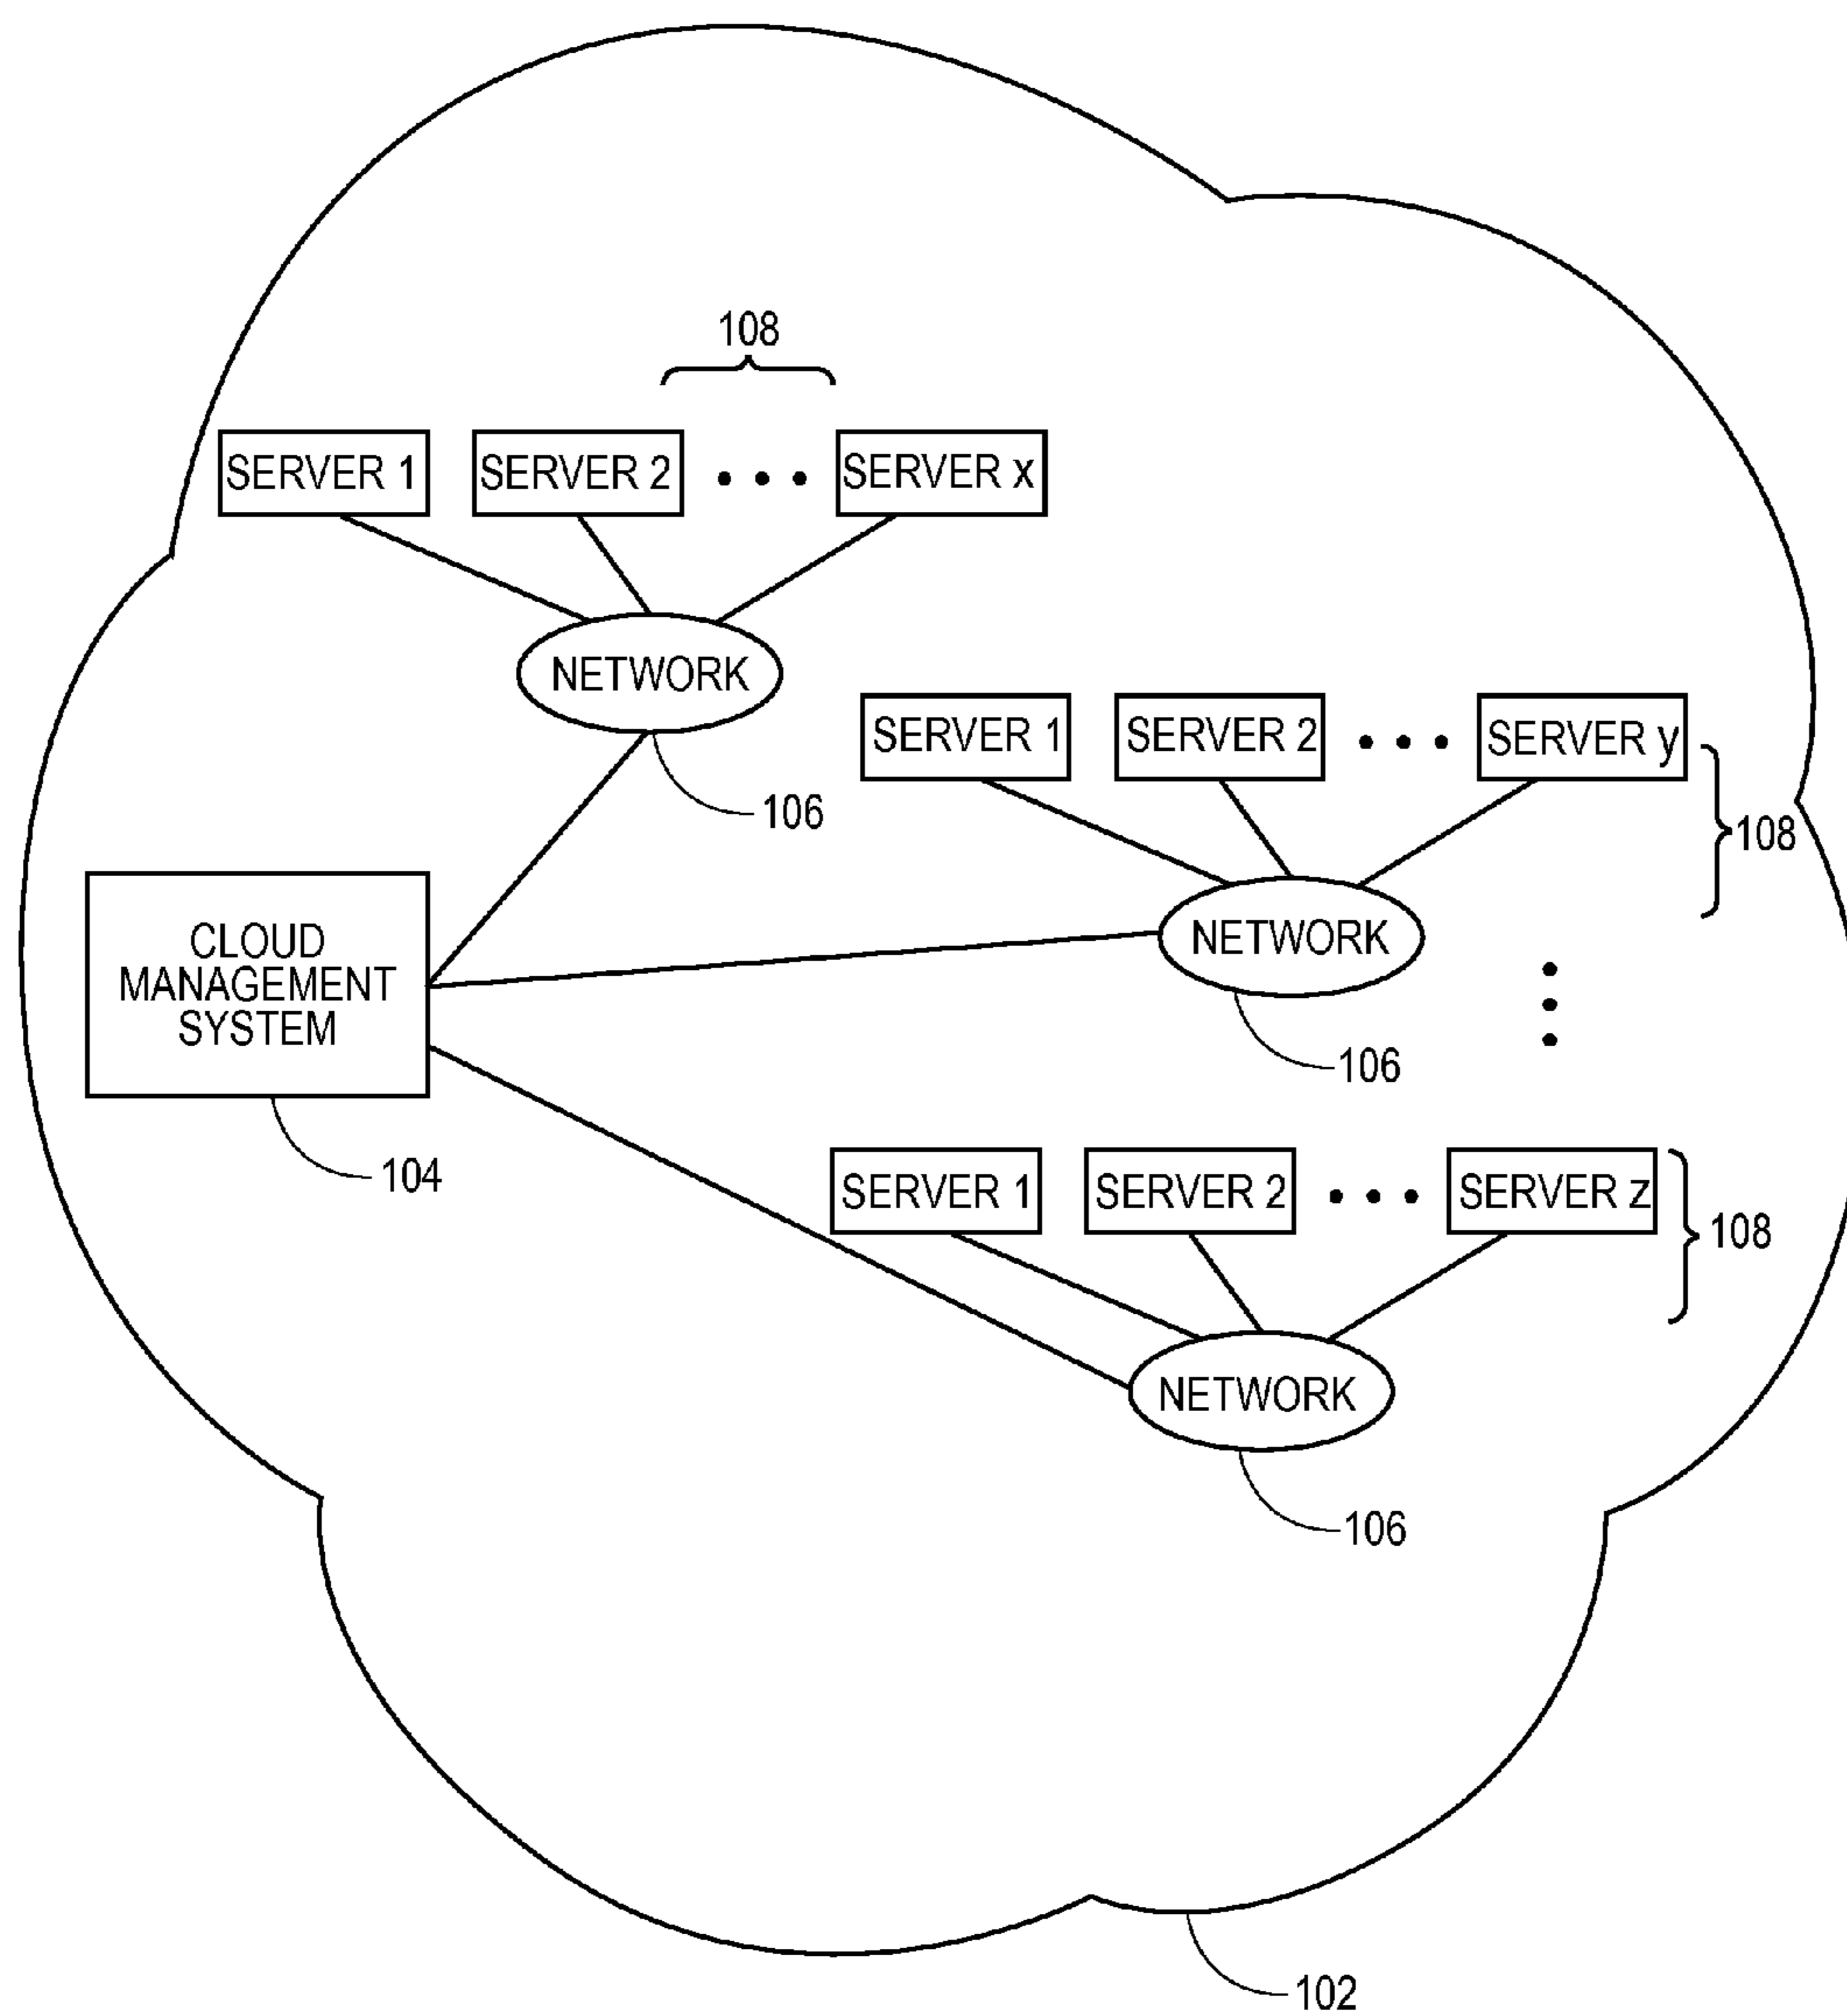 108
SERVER 1
SERVER 2
SERVER x
NETWORK
106
SERVER 1
SERVER 2
SERVER y
108
NETWORK
106
CLOUD
MANAGEMENT
SYSTEM
104
SERVER 1
SERVER 2
SERVER z
108
NETWORK
106
102